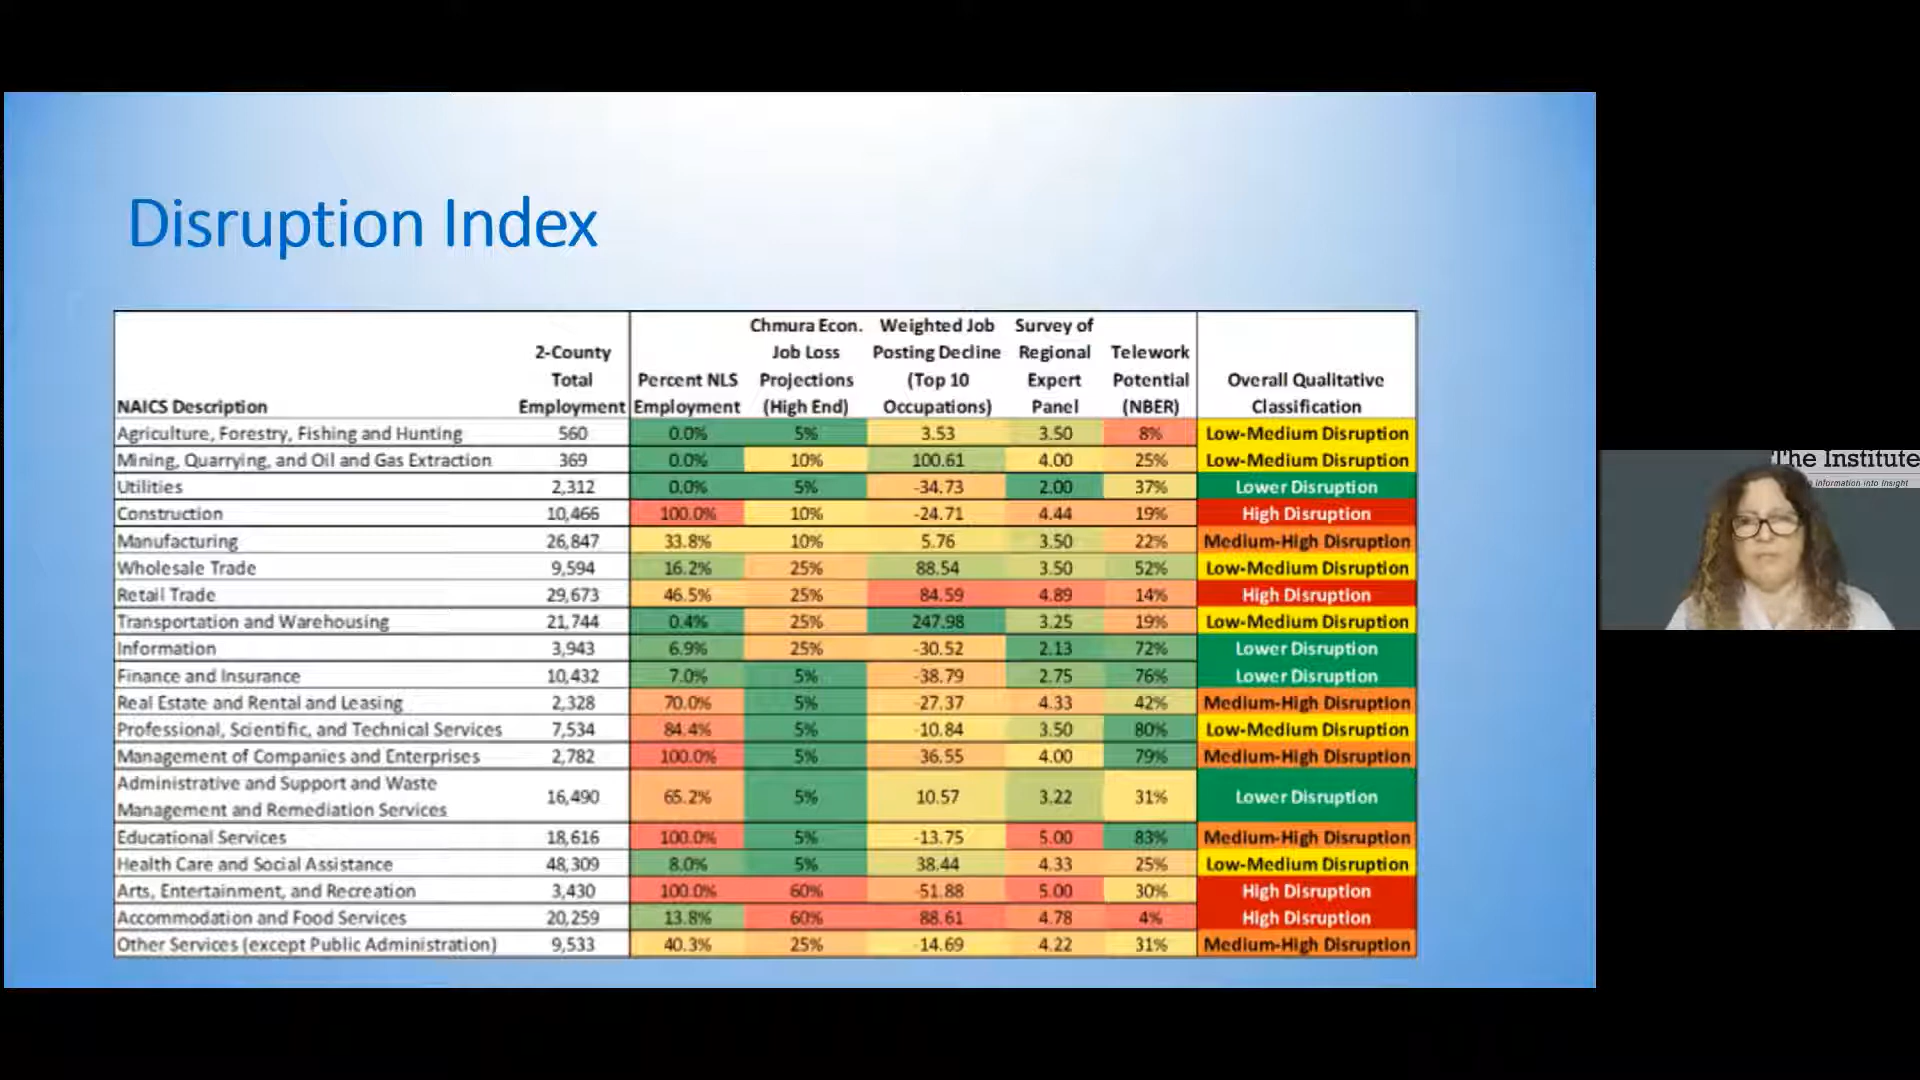 Disruption Index
NAICS Description | 2-County Total Employment | Percent NLS Employment | Chmura Econ. Job Loss Projections (High End) | Weighted Job Posting Decline (Top 10 Occupations) | Survey of Regional Expert Panel | Telework Potential (NBER) | Overall Qualitative Classification
Agriculture, Forestry, Fishing and Hunting | 560 | 0.0% | 5% | 3.53 | 3.50 | 8% | Low-Medium Disruption
Mining, Quarrying, and Oil and Gas Extraction | 369 | 0.0% | 10% | 100.61 | 4.00 | 25% | Low-Medium Disruption
Utilities | 2,312 | 0.0% | 5% | -34.73 | 2.00 | 37% | Lower Disruption
Construction | 10,466 | 100.0% | 10% | -24.71 | 4.44 | 19% | High Disruption
Manufacturing | 26,847 | 33.8% | 10% | 5.76 | 3.50 | 22% | Medium-High Disruption
Wholesale Trade | 9,594 | 16.2% | 25% | 88.54 | 3.50 | 52% | Low-Medium Disruption
Retail Trade | 29,673 | 46.5% | 25% | 84.59 | 4.89 | 14% | High Disruption
Transportation and Warehousing | 21,744 | 0.4% | 25% | 247.98 | 3.25 | 19% | Low-Medium Disruption
Information | 3,943 | 6.9% | 25% | -30.52 | 2.13 | 72% | Lower Disruption
Finance and Insurance | 10,432 | 7.0% | 5% | -38.79 | 2.75 | 76% | Lower Disruption
Real Estate and Rental and Leasing | 2,328 | 70.0% | 5% | -27.37 | 4.33 | 42% | Medium-High Disruption
Professional, Scientific, and Technical Services | 7,534 | 84.4% | 5% | -10.84 | 3.50 | 80% | Low-Medium Disruption
Management of Companies and Enterprises | 2,782 | 100.0% | 5% | 36.55 | 4.00 | 79% | Medium-High Disruption
Administrative and Support and Waste Management and Remediation Services | 16,490 | 65.2% | 5% | 10.57 | 3.22 | 31% | Lower Disruption
Educational Services | 18,616 | 100.0% | 5% | -13.75 | 5.00 | 83% | Medium-High Disruption
Health Care and Social Assistance | 48,309 | 8.0% | 5% | 38.44 | 4.33 | 25% | Low-Medium Disruption
Arts, Entertainment, and Recreation | 3,430 | 100.0% | 60% | -51.88 | 5.00 | 30% | High Disruption
Accommodation and Food Services | 20,259 | 13.8% | 60% | 88.61 | 4.78 | 4% | High Disruption
Other Services (except Public Administration) | 9,533 | 40.3% | 25% | -14.69 | 4.22 | 31% | Medium-High Disruption
The Institute
Information into Insight